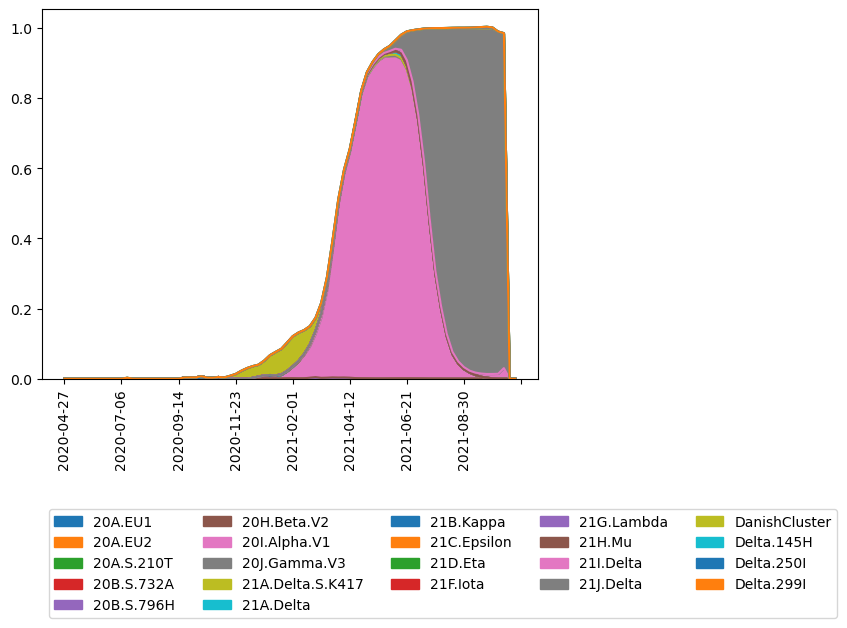 1.0
0.8
0.6
0.4
0.2
0.0
2020-04-27 2020-07-06 2020-09-14 2020-11-23 2021-02-01 2021-04-12 2021-06-21 2021-08-30
20A.EU1 20H.Beta.V2 21B.Kappa 21G.Lambda DanishCluster
20A.EU2 20I.Alpha.V1 21C.Epsilon 21H.Mu Delta.145H
20A.S.210T 20J.Gamma.V3 21D.Eta 21I.Delta Delta.250I
20B.S.732A 21A.Delta.S.K417 21F.Iota 21J.Delta Delta.299I
20B.S.796H 21A.Delta